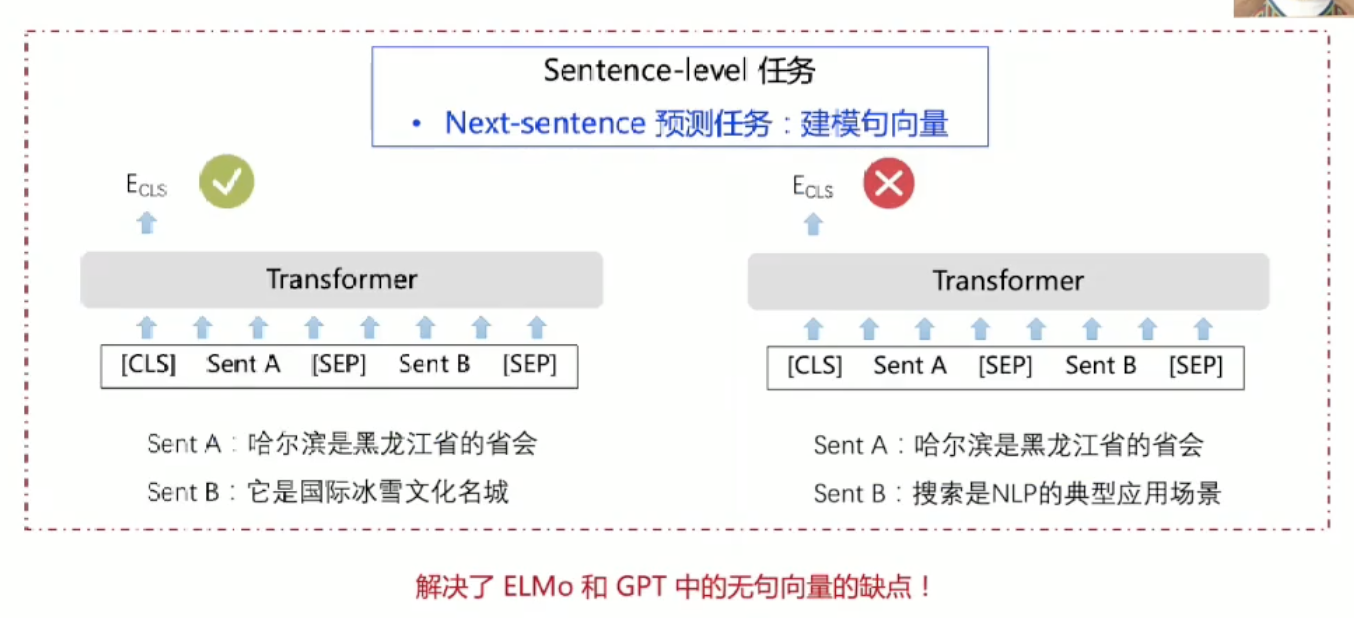 Sentence-level 任务
• Next-sentence 预测任务：建模句向量
E_CLS
Transformer
[CLS] Sent A [SEP] Sent B [SEP]
Sent A：哈尔滨是黑龙江省的省会
Sent B：它是国际冰雪文化名城
E_CLS
Transformer
[CLS] Sent A [SEP] Sent B [SEP]
Sent A：哈尔滨是黑龙江省的省会
Sent B：搜索是NLP的典型应用场景
解决了 ELMo 和 GPT 中的无句向量的缺点！